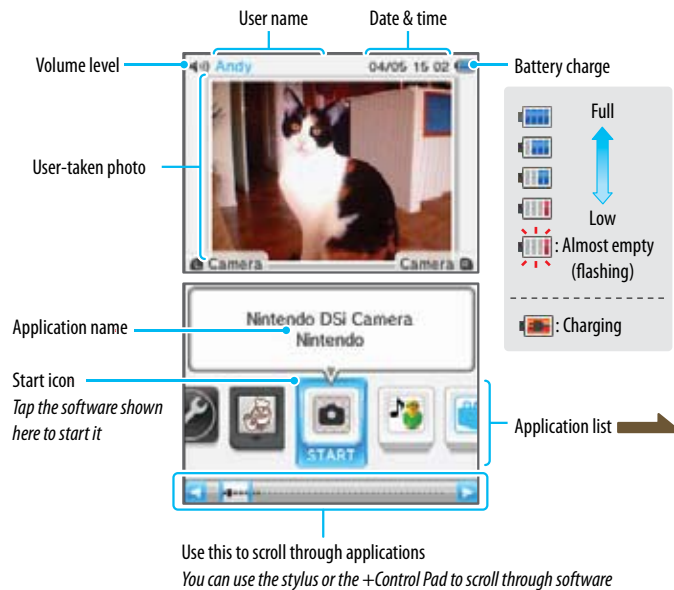 User name
Date & time
Volume level
Andy
04/05 15 02
Battery charge
Full
User-taken photo
Low
: Almost empty
(flashing)
Camera
Camera
: Charging
Application name
Nintendo DSi Camera
Nintendo
Start icon
Tap the software shown
here to start it
START
Application list
Use this to scroll through applications
You can use the stylus or the +Control Pad to scroll through software